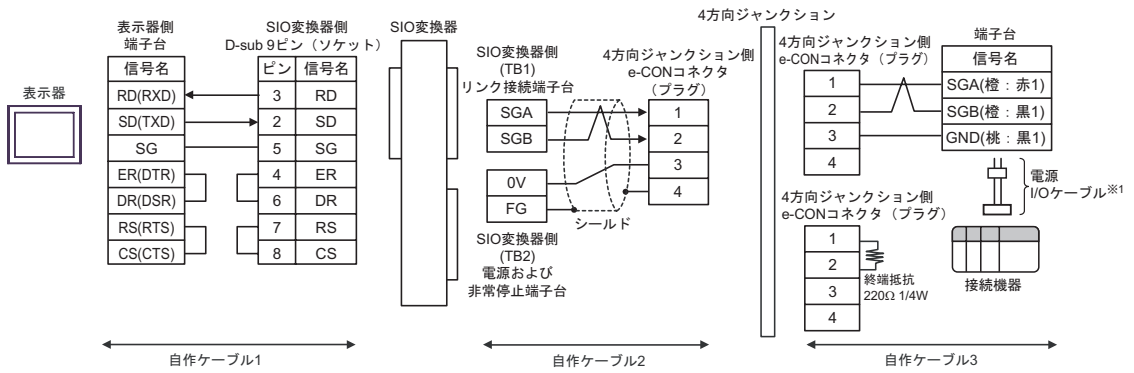 表示器
表示器側
端子台
信号名
RD(RXD)
SD(TXD)
SG
ER(DTR)
DR(DSR)
RS(RTS)
CS(CTS)
SIO変換器側
D-sub 9ピン（ソケット）
ピン 信号名
3 RD
2 SD
5 SG
4 ER
6 DR
7 RS
8 CS
自作ケーブル1
SIO変換器
SIO変換器側
(TB1)
リンク接続端子台
SGA
SGB
0V
FG
SIO変換器側
(TB2)
電源および
非常停止端子台
シールド
4方向ジャンクション側
e-CONコネクタ
（プラグ）
1
2
3
4
自作ケーブル2
4方向ジャンクション
4方向ジャンクション側
e-CONコネクタ（プラグ）
1
2
3
4
端子台
信号名
SGA(橙：赤1)
SGB(橙：黒1)
GND(桃：黒1)
電源
I/Oケーブル※1
接続機器
4方向ジャンクション側
e-CONコネクタ（プラグ）
1
2
3
4
終端抵抗
220Ω 1/4W
自作ケーブル3